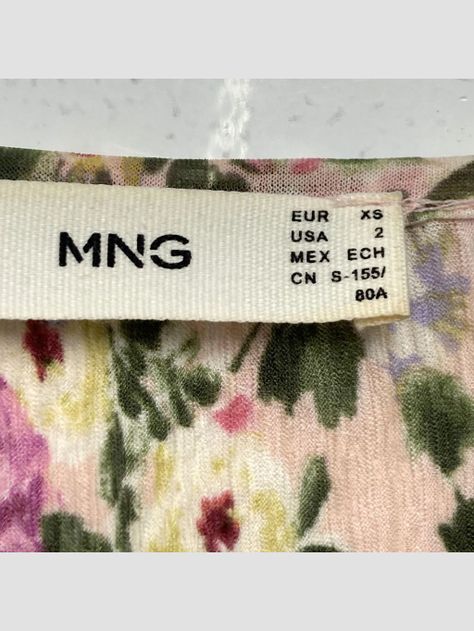 MNG
EUR XS
USA 2
MEX ECH
CN S-155/
80A